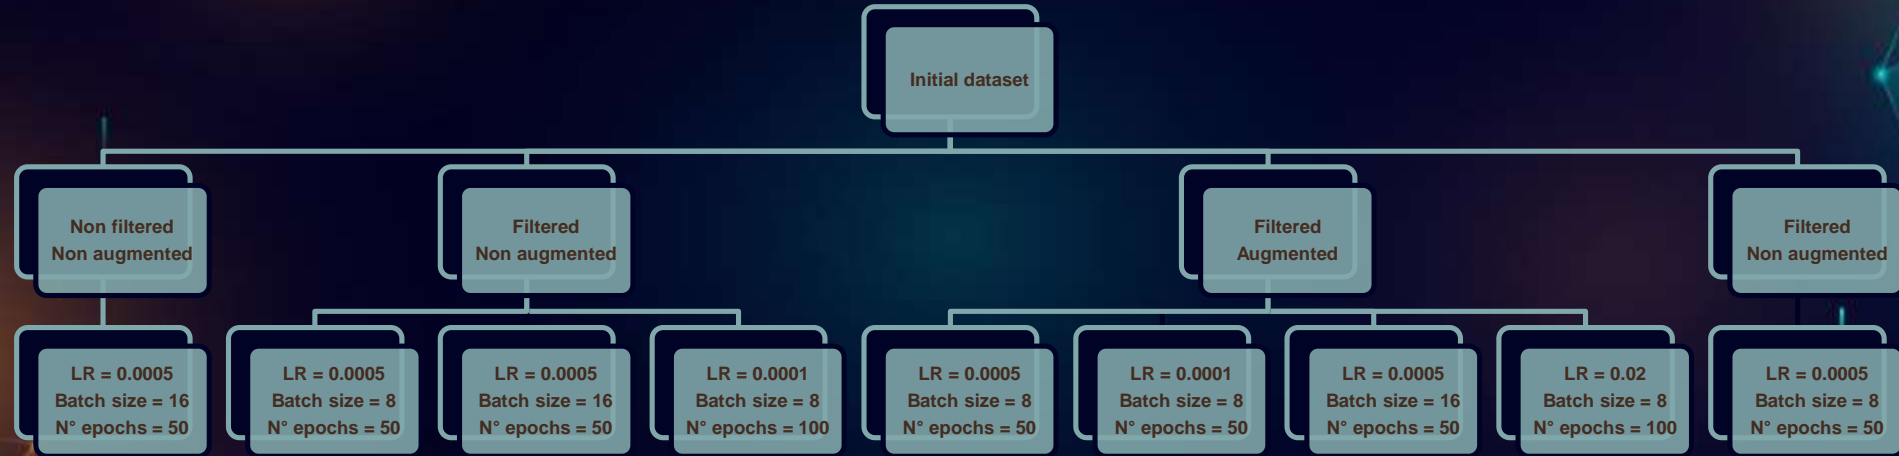 Initial dataset
Non filtered
Non augmented
Filtered
Non augmented
Filtered
Augmented
Filtered
Non augmented
LR = 0.0005
Batch size = 16
N° epochs = 50
LR = 0.0005
Batch size = 8
N° epochs = 50
LR = 0.0005
Batch size = 16
N° epochs = 50
LR = 0.0001
Batch size = 8
N° epochs = 100
LR = 0.0005
Batch size = 8
N° epochs = 50
LR = 0.0001
Batch size = 8
N° epochs = 50
LR = 0.0005
Batch size = 16
N° epochs = 50
LR = 0.02
Batch size = 8
N° epochs = 100
LR = 0.0005
Batch size = 8
N° epochs = 50